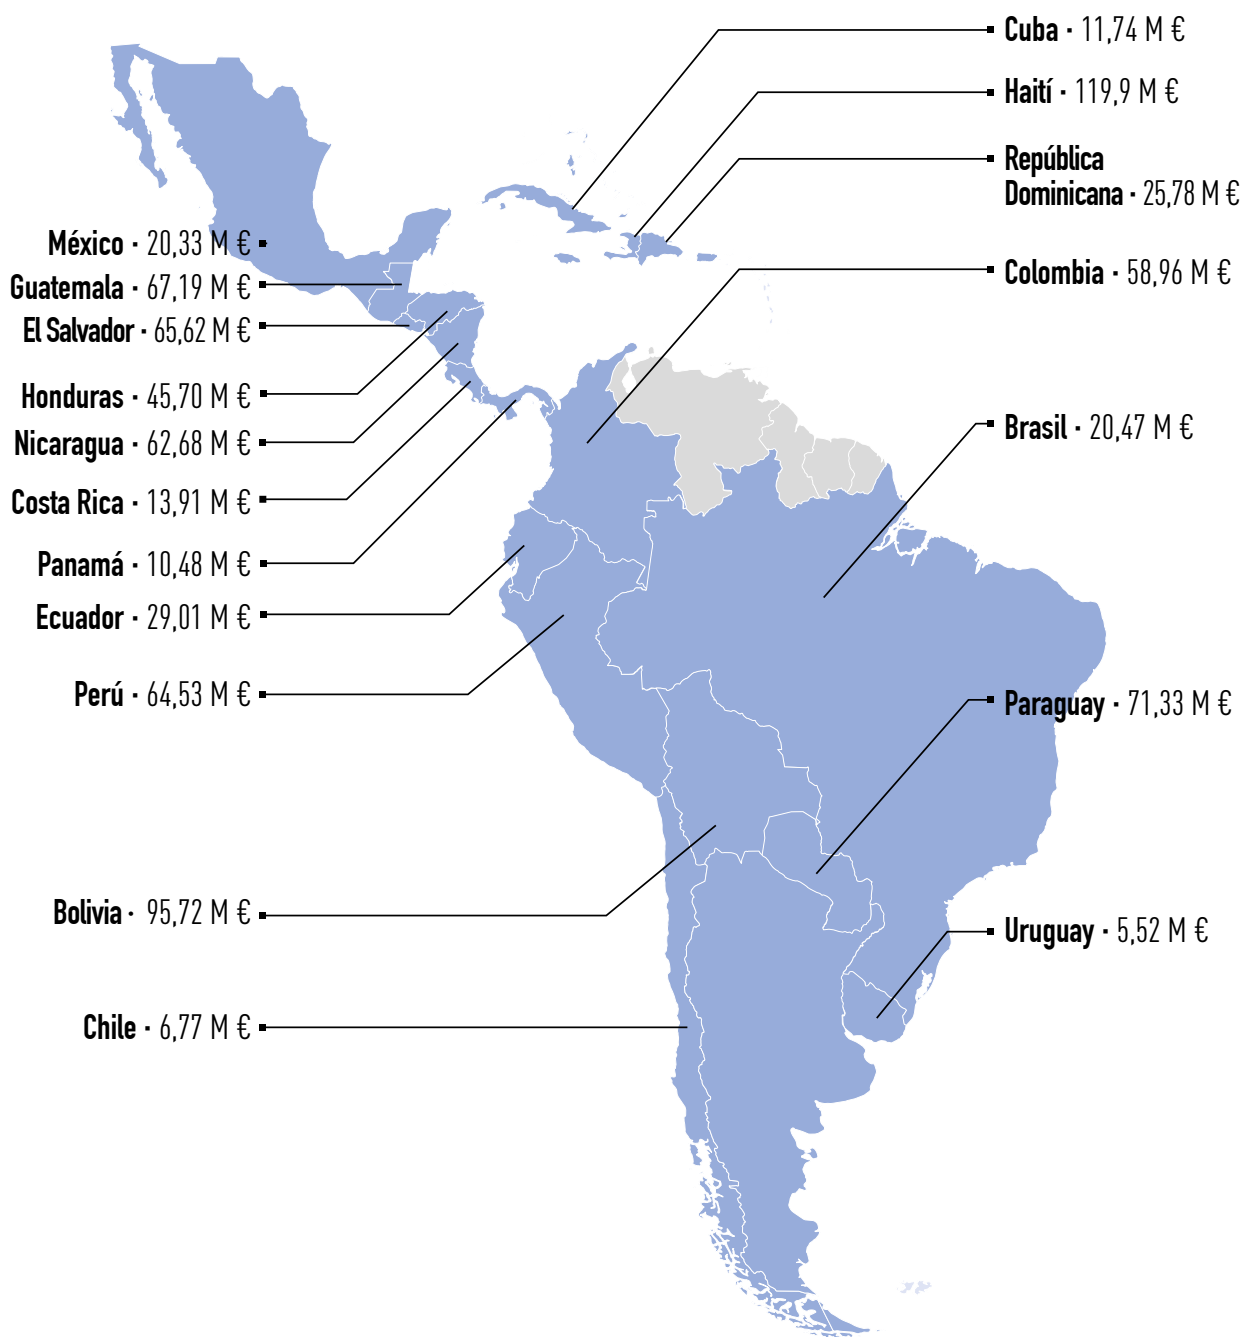 Cuba · 11,74 M €
Haití · 119,9 M €
República
Dominicana · 25,78 M €
Colombia · 58,96 M €
Brasil · 20,47 M €
Paraguay · 71,33 M €
Uruguay · 5,52 M €
México · 20,33 M €
Guatemala · 67,19 M €
El Salvador · 65,62 M €
Honduras · 45,70 M €
Nicaragua · 62,68 M €
Costa Rica · 13,91 M €
Panamá · 10,48 M €
Ecuador · 29,01 M €
Perú · 64,53 M €
Bolivia · 95,72 M €
Chile · 6,77 M €